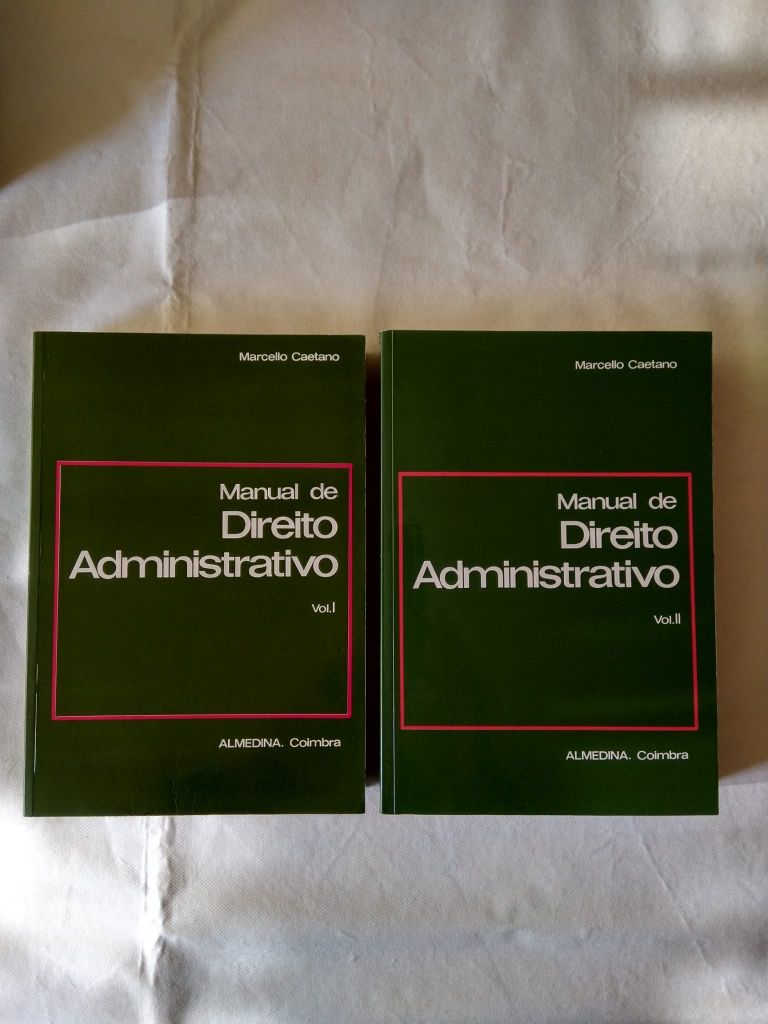 Marcello Caetano
Manual de
Direito
Administrativo
Vol.I
ALMEDINA. Coimbra
Marcello Caetano
Manual de
Direito
Administrativo
Vol.II
ALMEDINA. Coimbra